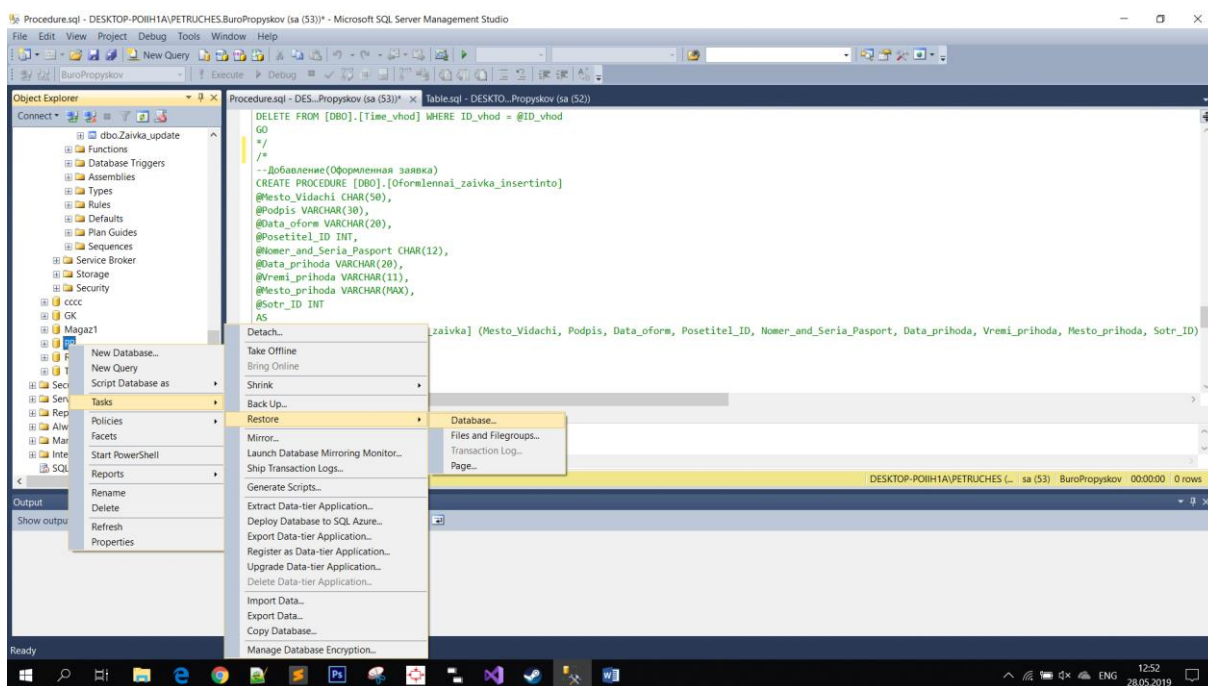 Procedure.sql - DESKTOP-POIIH1A\PETRUCHES.BuroPropyskov (sa (53))* - Microsoft SQL Server Management Studio
File Edit View Project Debug Tools Window Help
New Query
BuroPropyskov
Execute Debug
Object Explorer
Connect
dbo.Zaivka_update
Functions
Database Triggers
Assemblies
Types
Rules
Defaults
Plan Guides
Sequences
Service Broker
Storage
Security
cccc
GK
Magaz1
Procedure.sql - DES...Propyskov (sa (53))*
Table.sql - DESKTO...Propyskov (sa (52))
DELETE FROM [DBO].[Time_vhod] WHERE ID_vhod = @ID_vhod
GO
*/
/*
--Добавление(Оформленная заявка)
CREATE PROCEDURE [DBO].[Oformlennai_zaivka_insertinto]
@Mesto_Vidachi CHAR(50),
@Podpis VARCHAR(30),
@Data_oform VARCHAR(20),
@Posetitel_ID INT,
@Nomer_and_Seria_Pasport CHAR(12),
@Data_prihoda VARCHAR(20),
@Vremi_prihoda VARCHAR(11),
@Mesto_prihoda VARCHAR(MAX),
@Sotr_ID INT
AS
_zaivka] (Mesto_Vidachi, Podpis, Data_oform, Posetitel_ID, Nomer_and_Seria_Pasport, Data_prihoda, Vremi_prihoda, Mesto_prihoda, Sotr_ID)
New Database...
New Query
Script Database as
Tasks
Policies
Facets
Start PowerShell
Reports
Rename
Delete
Refresh
Properties
Detach...
Take Offline
Bring Online
Shrink
Back Up...
Restore
Mirror...
Launch Database Mirroring Monitor...
Ship Transaction Logs...
Generate Scripts...
Extract Data-tier Application...
Deploy Database to SQL Azure...
Export Data-tier Application...
Register as Data-tier Application...
Upgrade Data-tier Application...
Delete Data-tier Application...
Import Data...
Export Data...
Copy Database...
Manage Database Encryption...
Database...
Files and Filegroups...
Transaction Log...
Page...
DESKTOP-POIIH1A\PETRUCHES (... sa (53) BuroPropyskov 00:00:00 0 rows
Output
Ready
ENG
12:52
28.05.2019